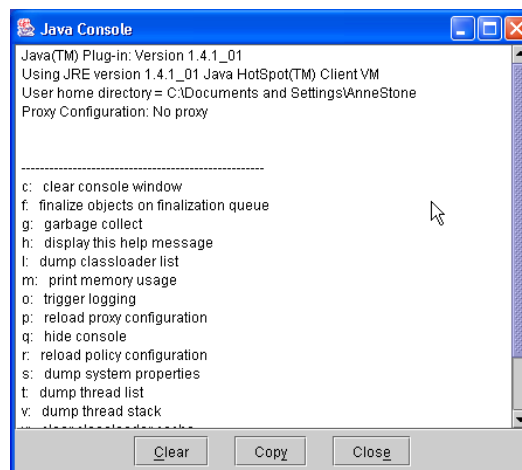 Java Console
Java(TM) Plug-in: Version 1.4.1_01
Using JRE version 1.4.1_01 Java HotSpot(TM) Client VM
User home directory = C:\Documents and Settings\AnneStone
Proxy Configuration: No proxy
----------------------------------------------------
c: clear console window
f: finalize objects on finalization queue
g: garbage collect
h: display this help message
l: dump classloader list
m: print memory usage
o: trigger logging
p: reload proxy configuration
q: hide console
r: reload policy configuration
s: dump system properties
t: dump thread list
v: dump thread stack
Clear Copy Close